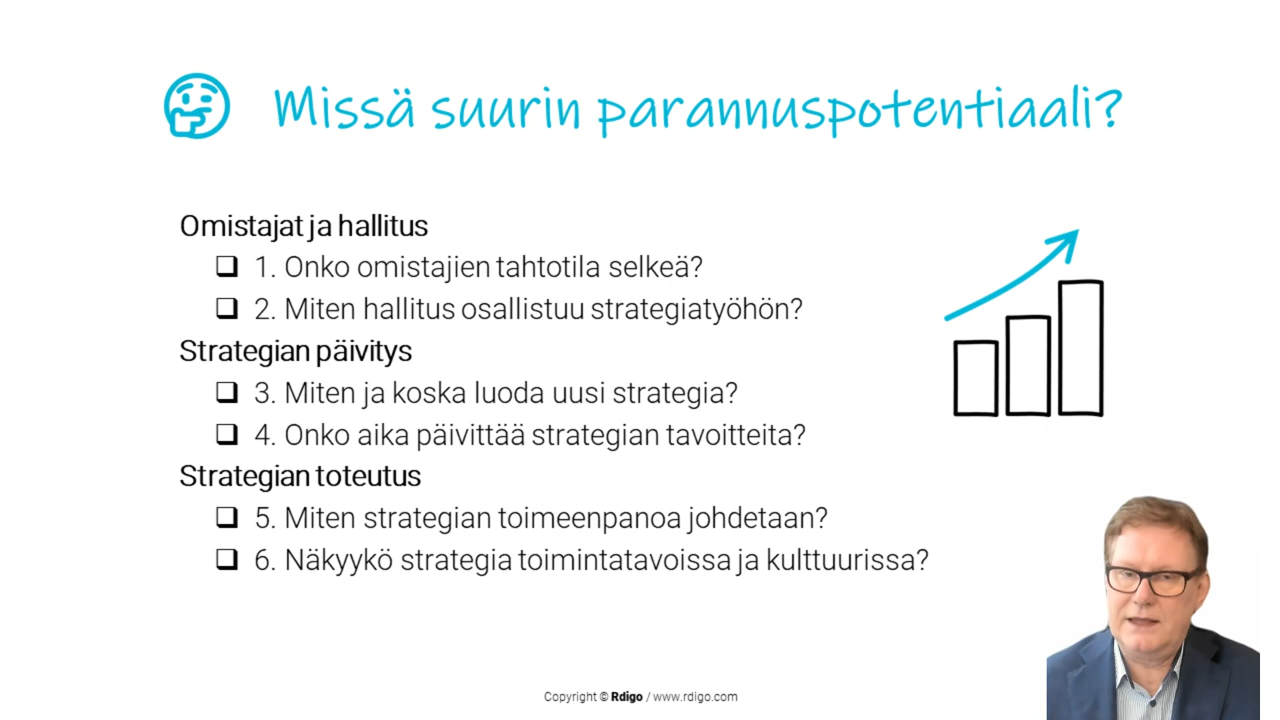 Missä suurin parannuspotentiaali?
Omistajat ja hallitus
1. Onko omistajien tahtotila selkeä?
2. Miten hallitus osallistuu strategiatyöhön?
Strategian päivitys
3. Miten ja koska luoda uusi strategia?
4. Onko aika päivittää strategian tavoitteita?
Strategian toteutus
5. Miten strategian toimeenpanoa johdetaan?
6. Näkyykö strategia toimintatavoissa ja kulttuurissa?
Copyright © Rdigo / www.rdigo.com